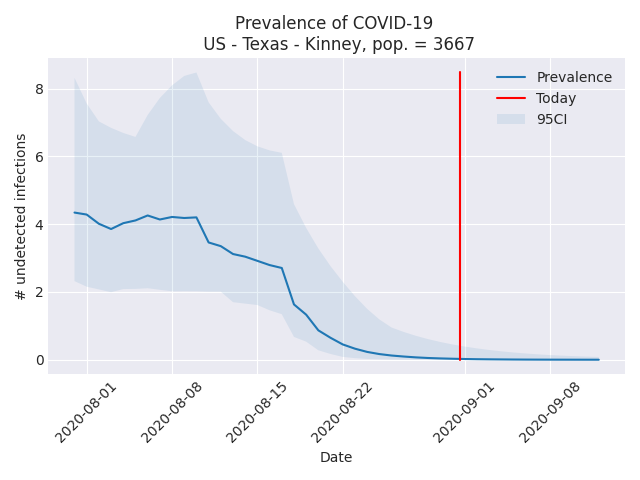 Prevalence of COVID-19
US - Texas - Kinney, pop. = 3667
# undetected infections
8
6
4
2
0
Prevalence
Today
95CI
2020-08-01
2020-08-08
2020-08-15
2020-08-22
2020-09-01
2020-09-08
Date